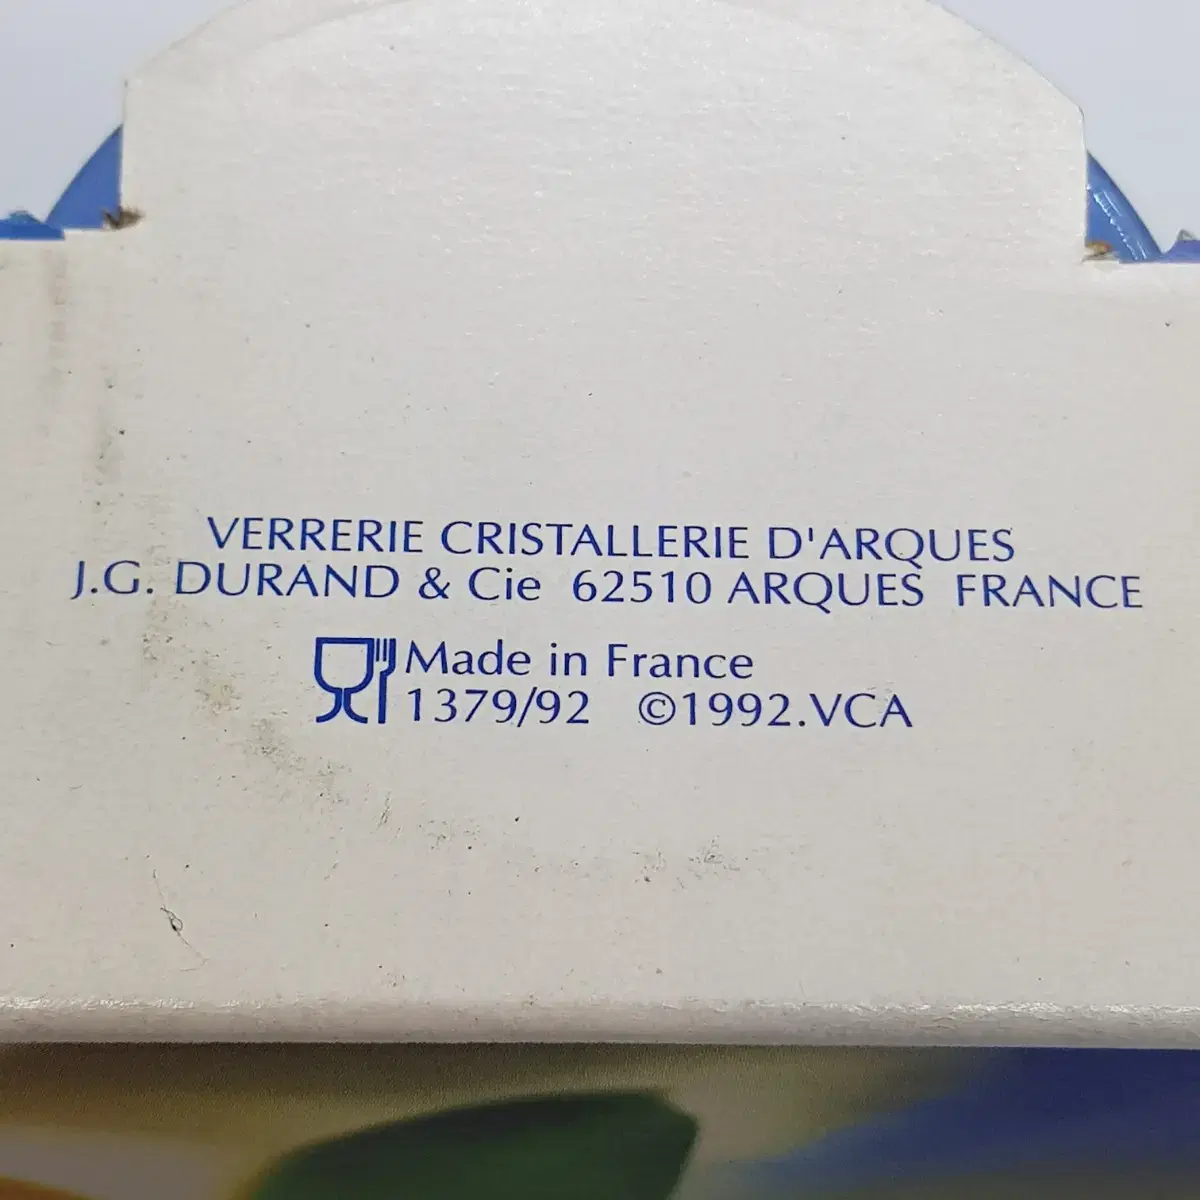 VERRERIE CRISTALLERIE D'ARQUES
J.G. DURAND & Cie 62510 ARQUES FRANCE
Made in France
1379/92 ©1992.VCA